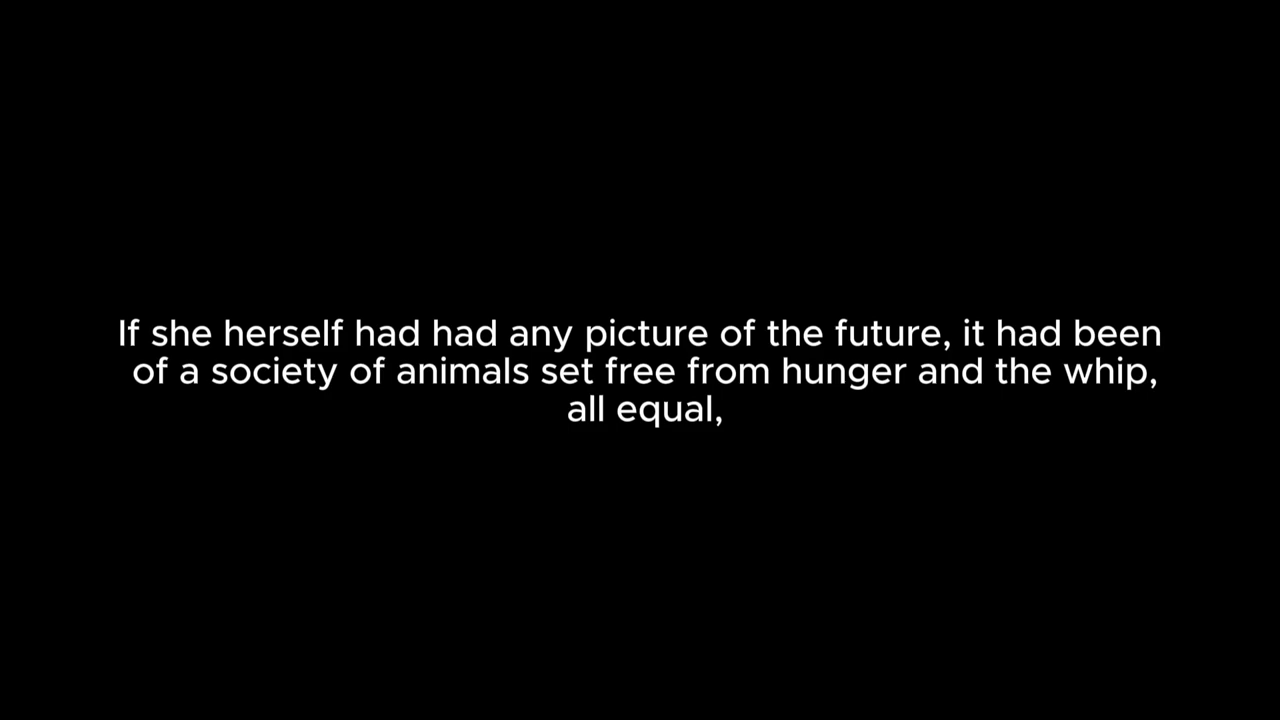 If she herself had had any picture of the future, it had been
of a society of animals set free from hunger and the whip,
all equal,